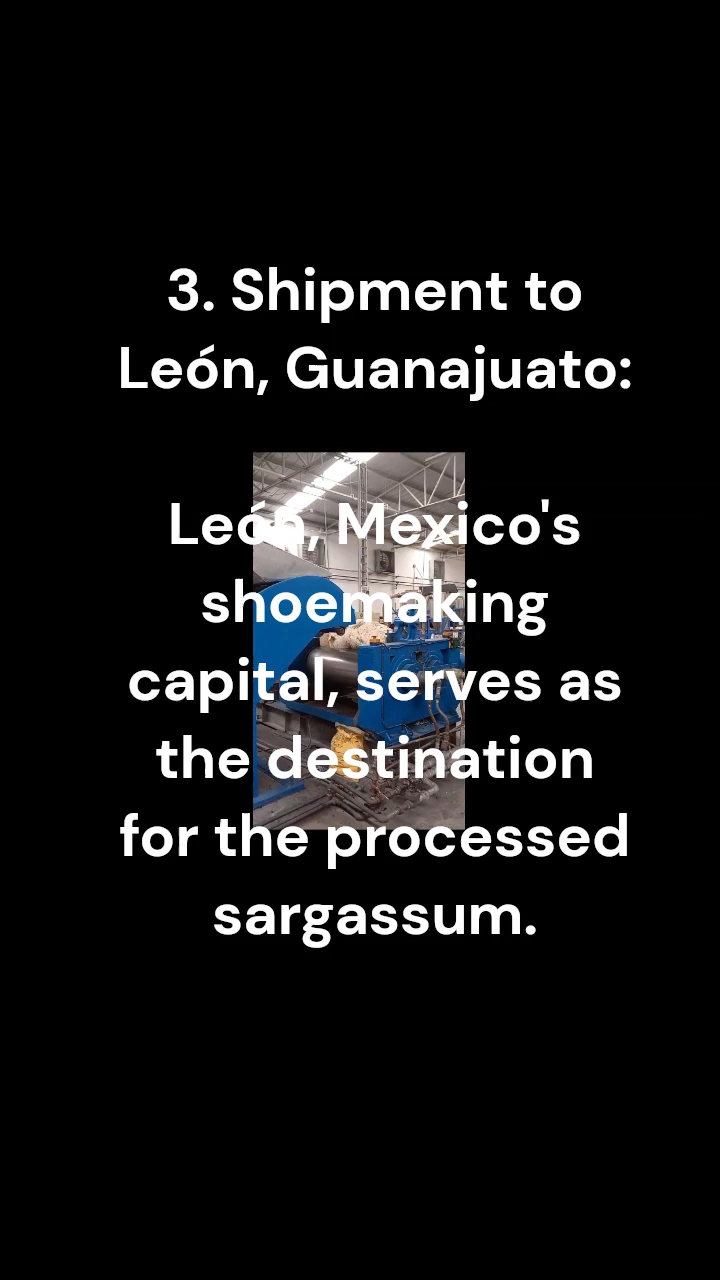 3. Shipment to
León, Guanajuato:
León, Mexico's
shoemaking
capital, serves as
the destination
for the processed
sargassum.